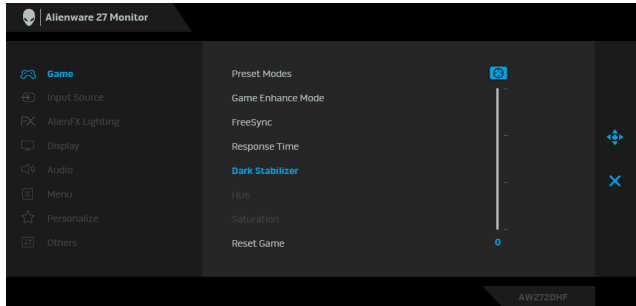 Alienware 27 Monitor
Game
Preset Modes
Input Source
Game Enhance Mode
FX
AlienFX Lighting
FreeSync
Display
Response Time
Audio
Dark Stabilizer
Menu
Hue
Personalize
Saturation
Others
Reset Game
0
AW2720HF